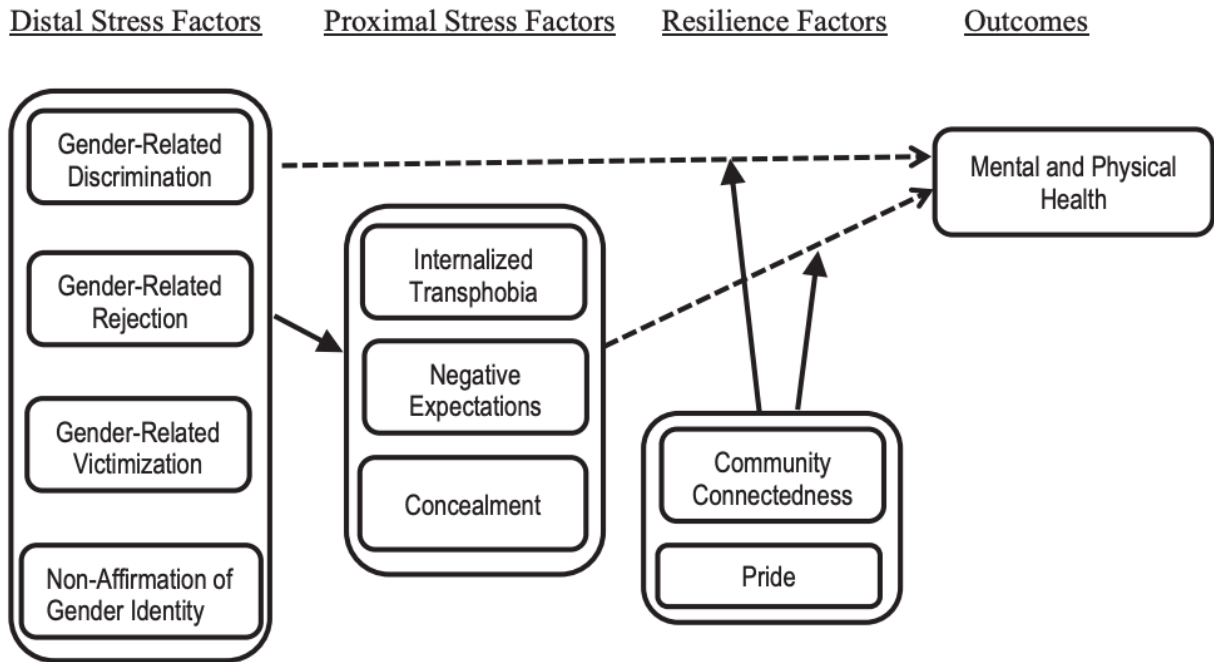 Distal Stress Factors
Proximal Stress Factors
Resilience Factors
Outcomes
Gender-Related
Discrimination
Gender-Related
Rejection
Gender-Related
Victimization
Non-Affirmation of
Gender Identity
Internalized
Transphobia
Negative
Expectations
Concealment
Community
Connectedness
Pride
Mental and Physical
Health